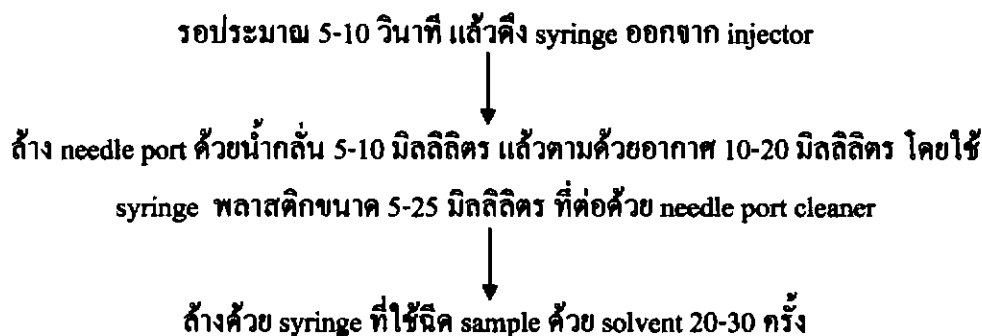 รอประมาณ 5-10 วินาที แล้วดึง syringe ออกจาก injector
ล้าง needle port ด้วยน้ำกลั่น 5-10 มิลลิลิตร แล้วตามด้วยอากาศ 10-20 มิลลิลิตร โดยใช้
syringe พลาสติกขนาด 5-25 มิลลิลิตร ที่ต่อด้วย needle port cleaner
ล้างด้วย syringe ที่ใช้ฉีด sample ด้วย solvent 20-30 ครั้ง